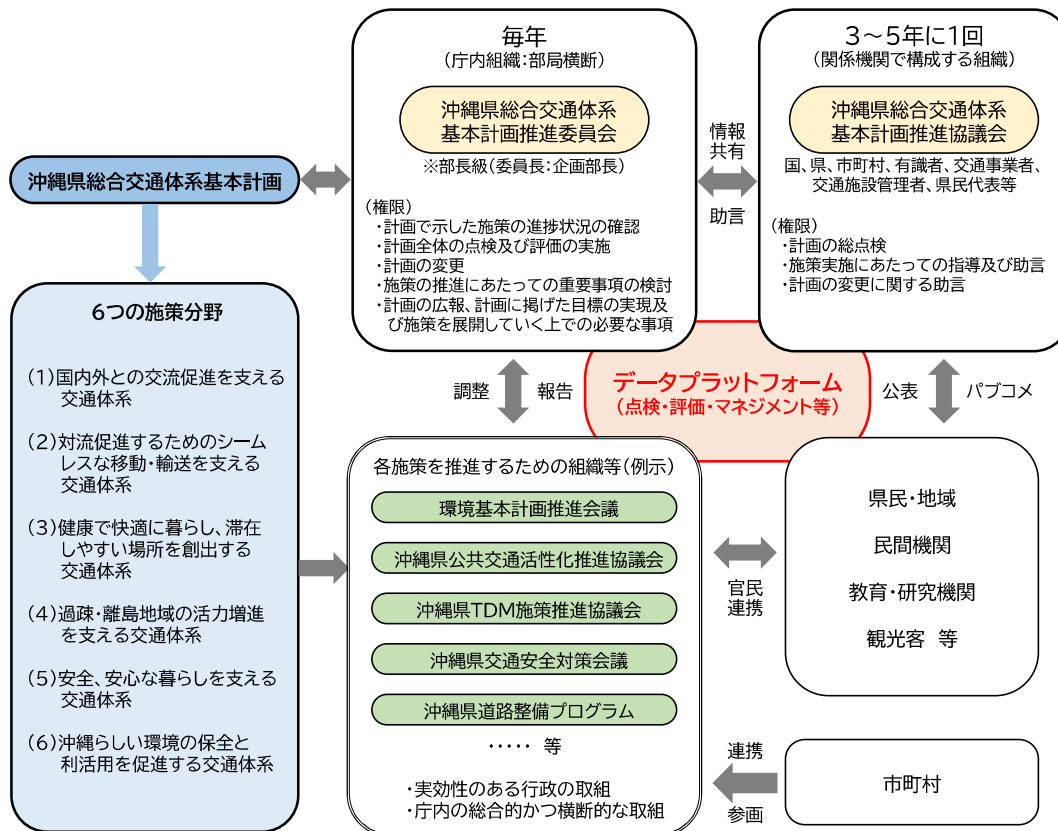 毎年
(庁内組織:部局横断)
沖縄県総合交通体系
基本計画推進委員会
※部長級(委員長:企画部長)
(権限)
・計画で示した施策の進捗状況の確認
・計画全体の点検及び評価の実施
・計画の変更
・施策の推進にあたっての重要事項の検討
・計画の広報、計画に掲げた目標の実現及
び施策を展開していく上での必要な事項
情報
共有
助言
3~5年に1回
(関係機関で構成する組織)
沖縄県総合交通体系
基本計画推進協議会
国、県、市町村、有識者、交通事業者、
交通施設管理者、県民代表等
(権限)
・計画の総点検
・施策実施にあたっての指導及び助言
・計画の変更に関する助言
沖縄県総合交通体系基本計画
6つの施策分野
(1)国内外との交流促進を支える
交通体系
(2)対流促進するためのシーム
レスな移動・輸送を支える
交通体系
(3)健康で快適に暮らし、滞在
しやすい場所を創出する
交通体系
(4)過疎・離島地域の活力増進
を支える交通体系
(5)安全、安心な暮らしを支える
交通体系
(6)沖縄らしい環境の保全と
利活用を促進する交通体系
調整
報告
データプラットフォーム
(点検・評価・マネジメント等)
公表
パブコメ
各施策を推進するための組織等(例示)
環境基本計画推進会議
沖縄県公共交通活性化推進協議会
沖縄県TDM施策推進協議会
沖縄県交通安全対策会議
沖縄県道路整備プログラム
・・・・・ 等
・実効性のある行政の取組
・庁内の総合的かつ横断的な取組
官民
連携
県民・地域
民間機関
教育・研究機関
観光客 等
連携
参画
市町村